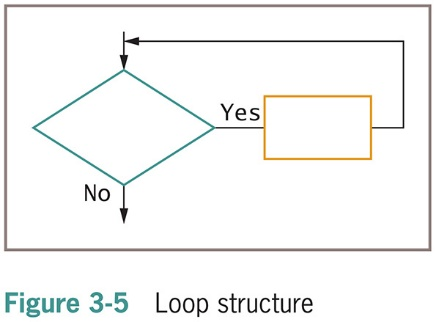 Yes
No
Figure 3-5 Loop structure